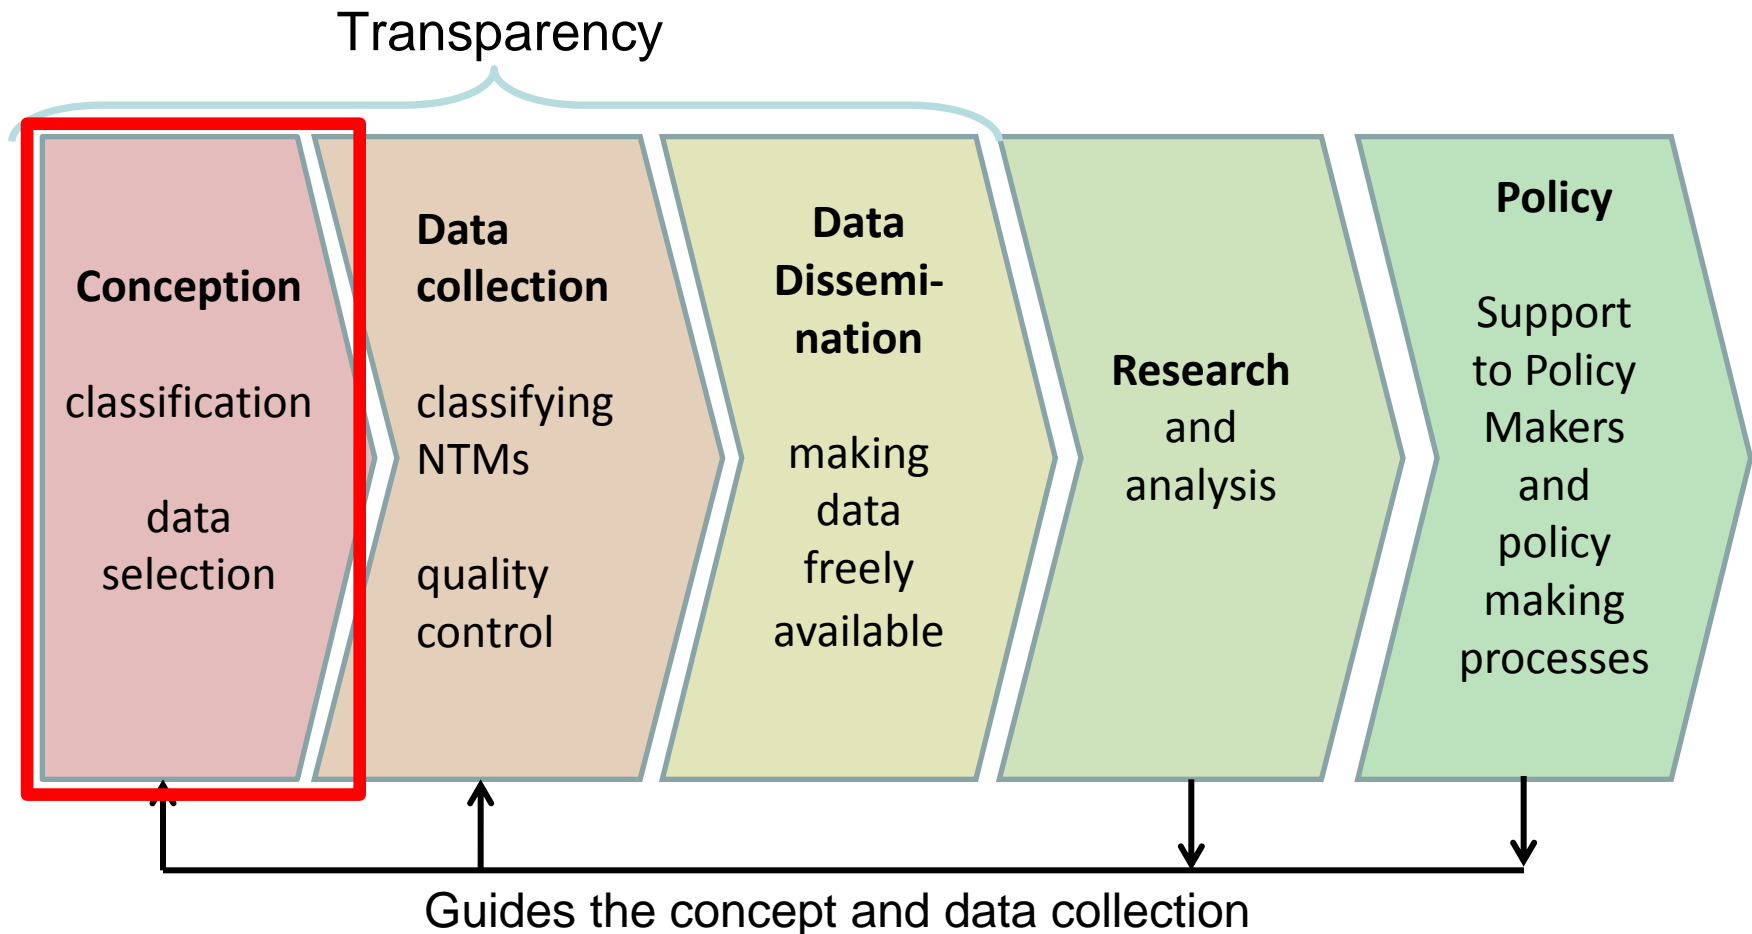 Transparency
Conception
classification
data
selection
Data
collection
classifying
NTMs
quality
control
Data
Dissemi-
nation
making
data
freely
available
Research
and
analysis
Policy
Support
to Policy
Makers
and
policy
making
processes
Guides the concept and data collection